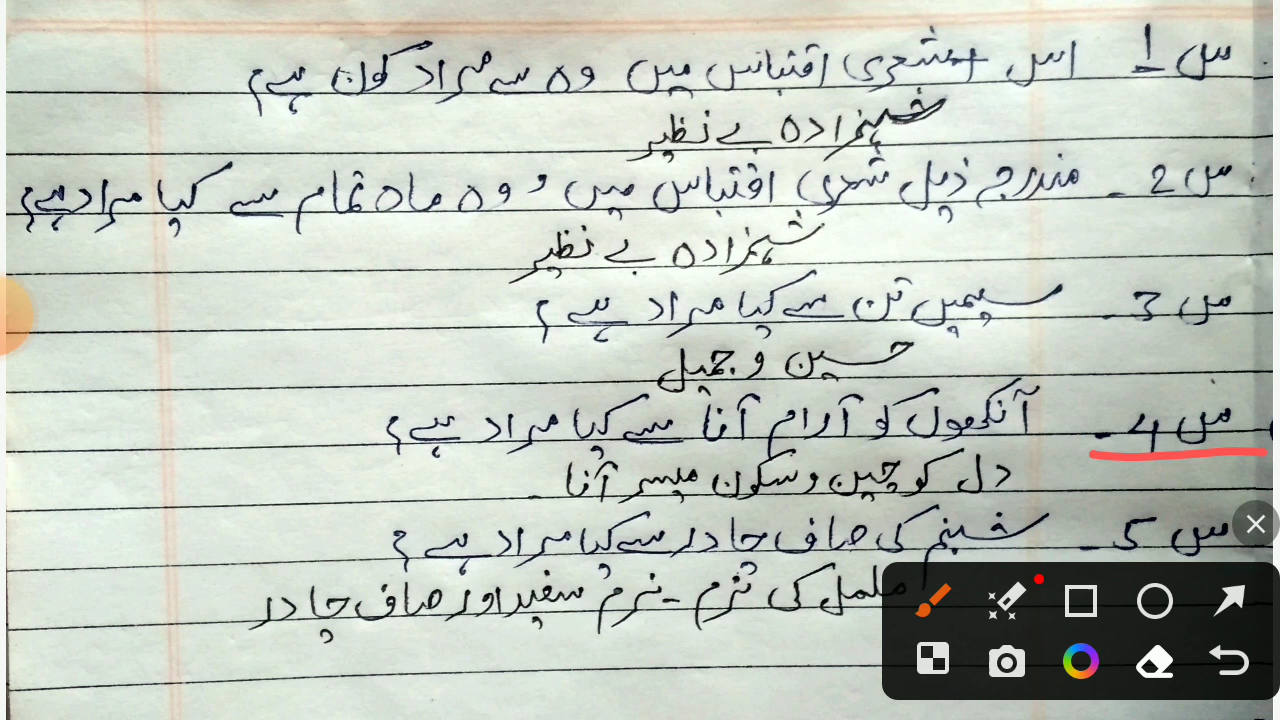 س 1 اس شعری اقتباس میں وہ سے مراد کون ہے؟
شہزادہ بے نظیر
س 2۔ مندرجہ ذیل شعری اقتباس میں ، وہ ماہ تمام سے کیا مراد ہے؟
شہزادہ بے نظیر
س 3۔ سیمیں تن سے کیا مراد ہے؟
حسین و جمیل
س 4۔ آنکھوں کو آرام آنا سے کیا مراد ہے؟
دل کو چین و سکون میسر آنا۔
س 5۔ شبنم کی صاف چادر سے کیا مراد ہے؟
ململ کی نرم ۔ نرم سفید اور صاف چادر